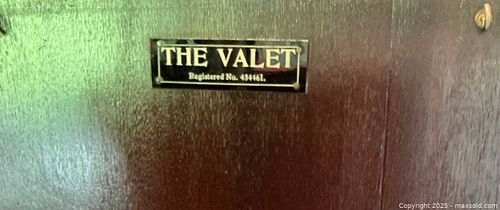 THE VALET
Registered No. 434461.
Copyright 2025 - maxsold.com